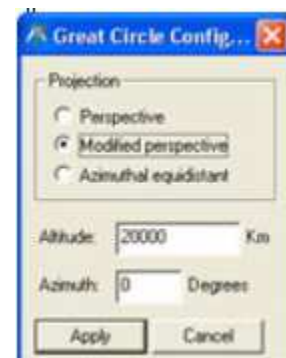 Great Circle Config...
Projection
Perspective
Modified perspective
Azimuthal equidistant
Altitude: 20000 Km
Azimuth: 0 Degrees
Apply Cancel